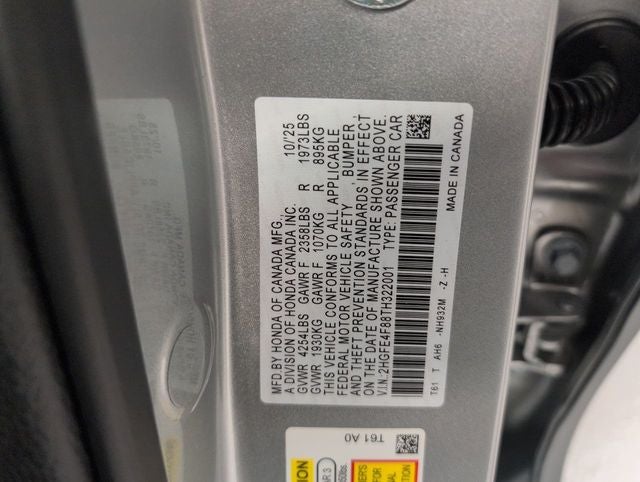 MFD.BY HONDA OF CANADA MFG.,
A DIVISION OF HONDA CANADA INC. 10/'25
GVWR 4254LBS GAWR F 2358LBS R 1973LBS
GVWR 1930KG GAWR F 1070KG R 895KG
THIS VEHICLE CONFORMS TO ALL APPLICABLE
FEDERAL MOTOR VEHICLE SAFETY , BUMPER ,
AND THEFT PREVENTION STANDARDS IN EFFECT
ON THE DATE OF MANUFACTURE SHOWN ABOVE.
V.I.N.:2HGFE4F88TH322001 TYPE: PASSENGER CAR
T61 T AH6 -NH932M -Z -H
MADE IN CANADA
T61 A0